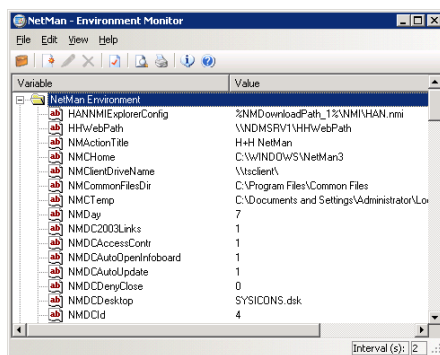 NetMan - Environment Monitor
File Edit View Help
Variable Value
NetMan Environment
HANNMIExplorerConfig %NMDownloadPath_1%\NMI\HAN.nmi
HHWebPath \\NDMSRV1\HHWebPath
NMActionTitle H+H NetMan
NMCHome C:\WINDOWS\NetMan3
NMClientDriveName \\tsclient\
NMCommonFilesDir C:\Program Files\Common Files
NMCTemp C:\Documents and Settings\Administrator\Loc
NMDay 7
NMDC2003Links 1
NMDCAccessContr 1
NMDCAutoOpenInfoboard 1
NMDCAutoUpdate 1
NMDCDenyClose 0
NMDCDesktop SYSICONS.dsk
NMDCId 4
Interval (s): 2